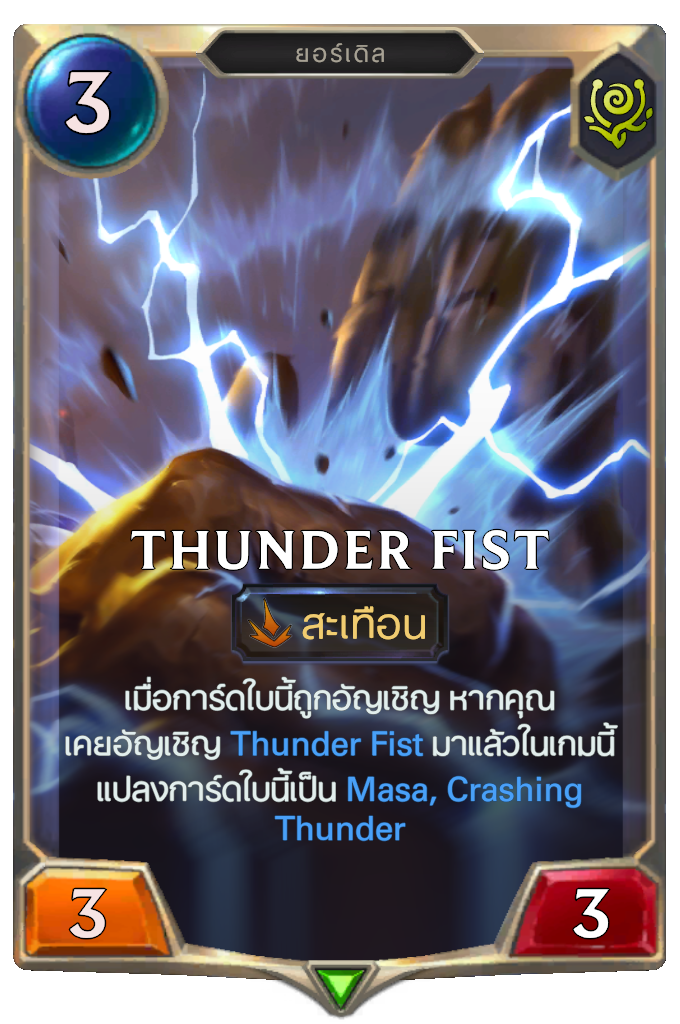 3
ยอร์เดิล
THUNDER FIST
สะเทือน
เมื่อการ์ดใบนี้ถูกอัญเชิญ หากคุณ
เคยอัญเชิญ Thunder Fist มาแล้วในเกมนี้
แปลงการ์ดใบนี้เป็น Masa, Crashing
Thunder
3
3